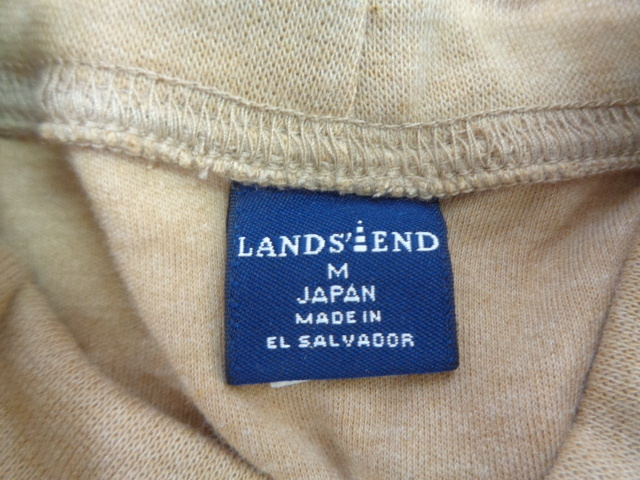 LANDS' END
M
JAPAN
MADE IN
EL SALVADOR